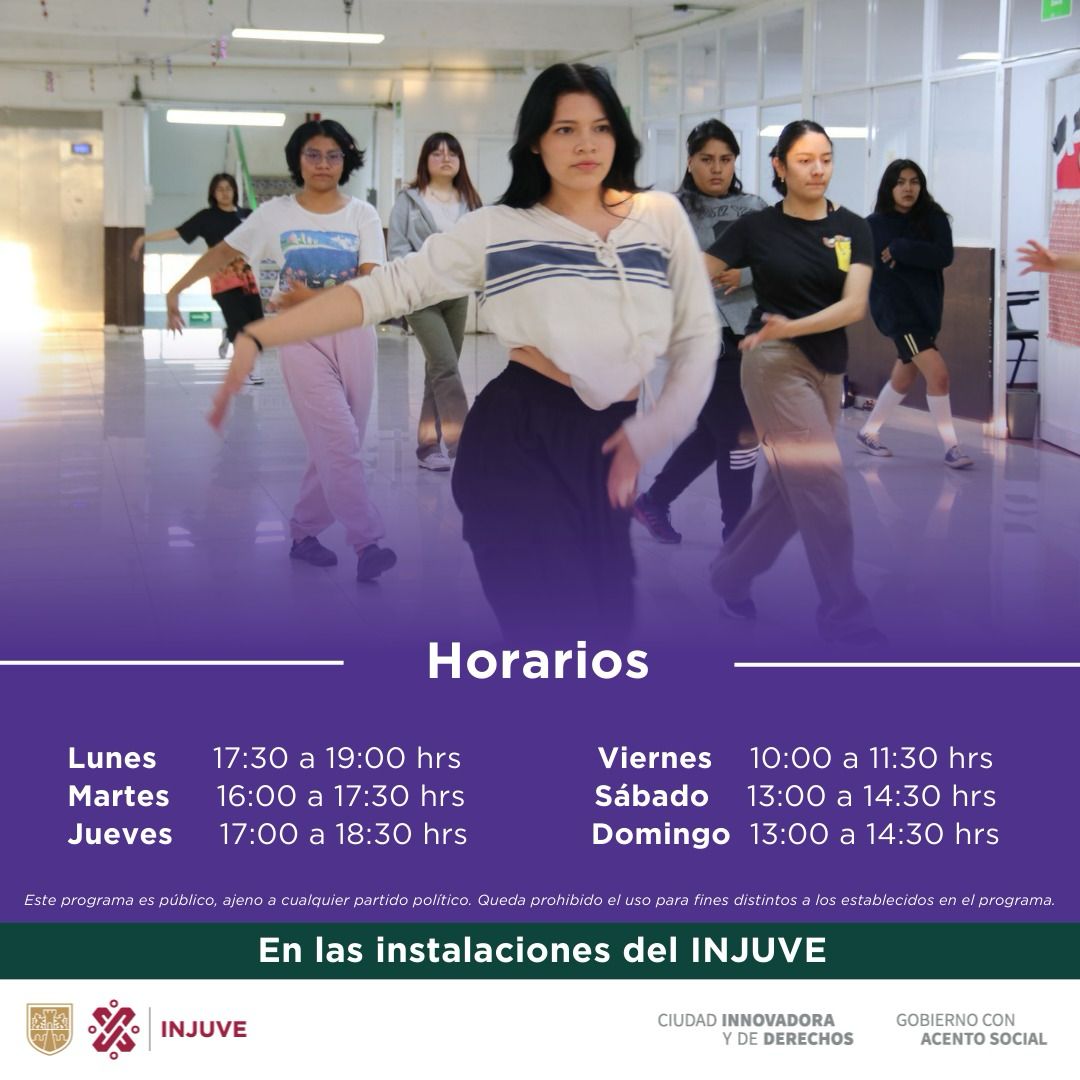 Horarios
Lunes 17:30 a 19:00 hrs
Martes 16:00 a 17:30 hrs
Jueves 17:00 a 18:30 hrs
Viernes 10:00 a 11:30 hrs
Sábado 13:00 a 14:30 hrs
Domingo 13:00 a 14:30 hrs
Este programa es público, ajeno a cualquier partido político. Queda prohibido el uso para fines distintos a los establecidos en el programa.
En las instalaciones del INJUVE
INJUVE
CIUDAD INNOVADORA
Y DE DERECHOS
GOBIERNO CON
ACENTO SOCIAL